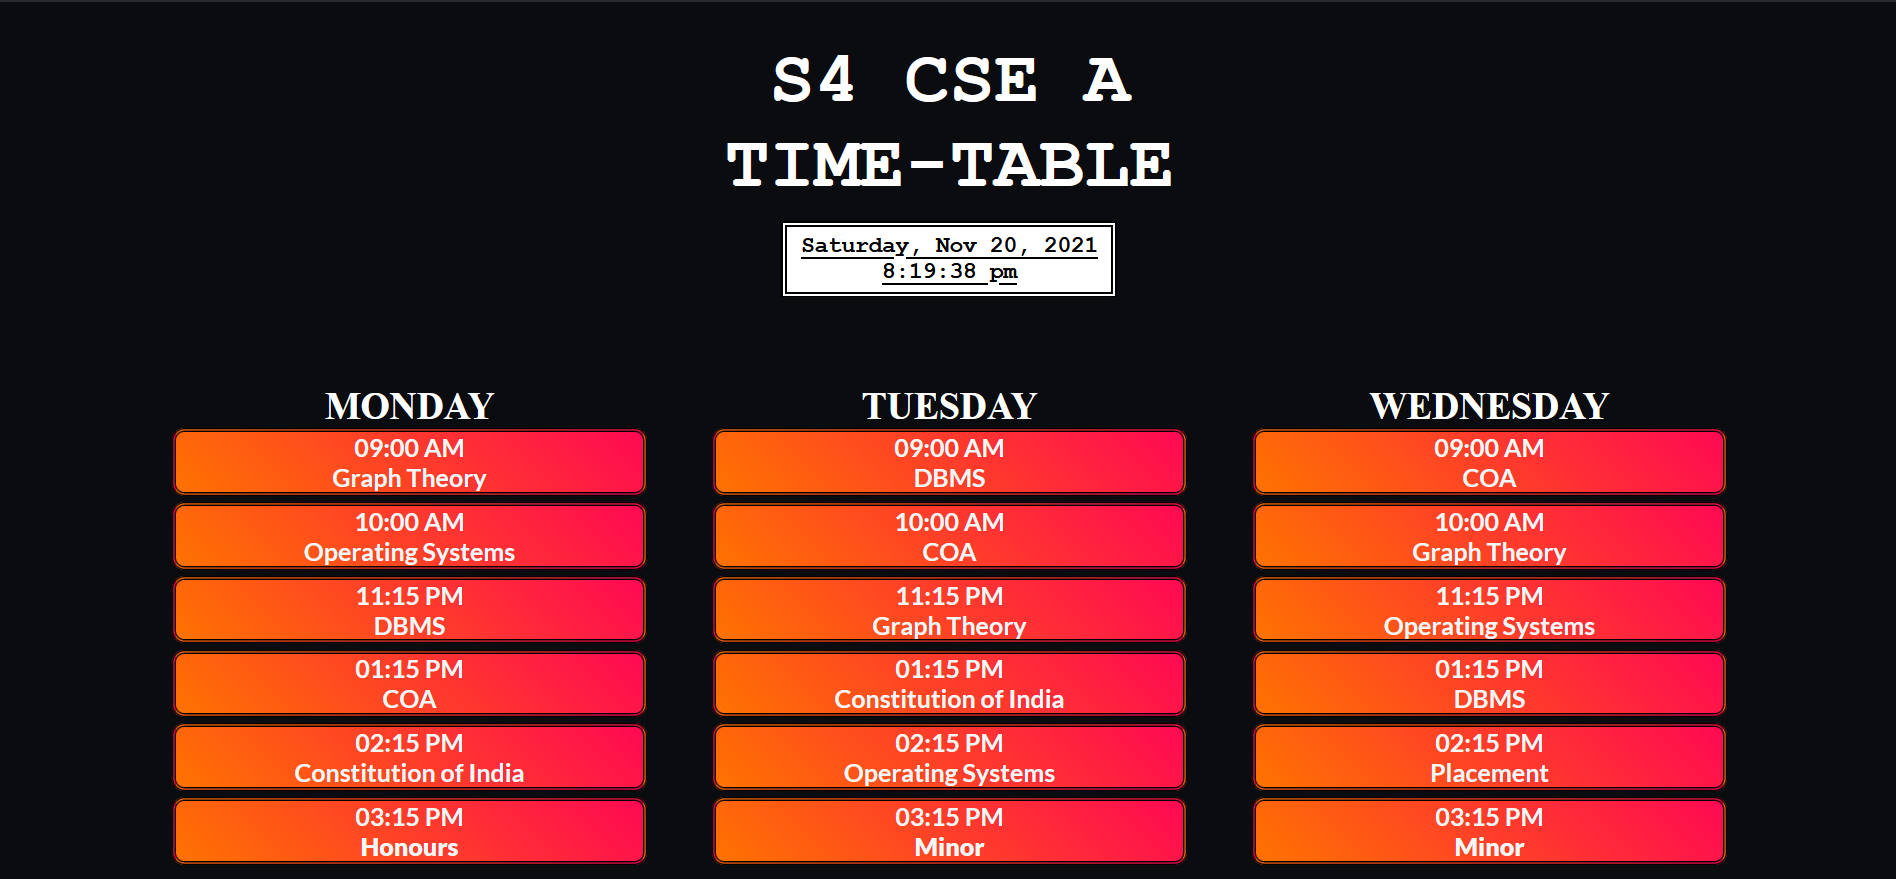 S4 CSE A
TIME-TABLE
Saturday, Nov 20, 2021
8:19:38 pm
MONDAY
09:00 AM
Graph Theory
10:00 AM
Operating Systems
11:15 PM
DBMS
01:15 PM
COA
02:15 PM
Constitution of India
03:15 PM
Honours
TUESDAY
09:00 AM
DBMS
10:00 AM
COA
11:15 PM
Graph Theory
01:15 PM
Constitution of India
02:15 PM
Operating Systems
03:15 PM
Minor
WEDNESDAY
09:00 AM
COA
10:00 AM
Graph Theory
11:15 PM
Operating Systems
01:15 PM
DBMS
02:15 PM
Placement
03:15 PM
Minor